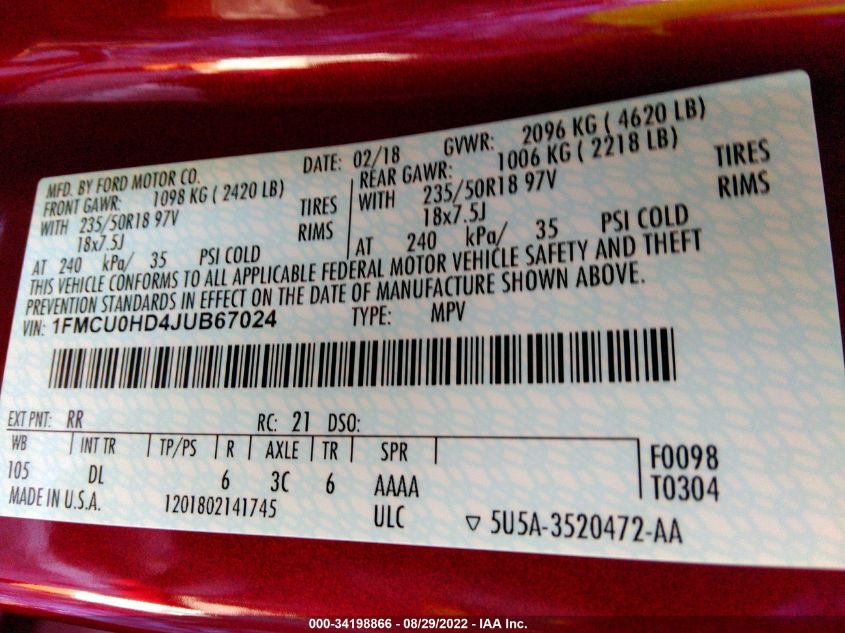 MFD. BY FORD MOTOR CO. DATE: 02/18 GVWR: 2096 KG ( 4620 LB)
FRONT GAWR: 1098 KG ( 2420 LB) REAR GAWR: 1006 KG ( 2218 LB)
WITH 235/50R18 97V TIRES WITH 235/50R18 97V TIRES
18x7.5J RIMS 18x7.5J RIMS
AT 240 kPa/ 35 PSI COLD AT 240 kPa/ 35 PSI COLD
THIS VEHICLE CONFORMS TO ALL APPLICABLE FEDERAL MOTOR VEHICLE SAFETY AND THEFT
PREVENTION STANDARDS IN EFFECT ON THE DATE OF MANUFACTURE SHOWN ABOVE.
VIN: 1FMCU0HD4JUB67024 TYPE: MPV
EXT PNT: RR RC: 21 DSO:
WB INT TR TP/PS R AXLE TR SPR F0098
105 DL 6 3C 6 AAAA T0304
MADE IN U.S.A. 1201802141745 ULC ▽ 5U5A-3520472-AA
000-34198866 - 08/29/2022 - IAA Inc.